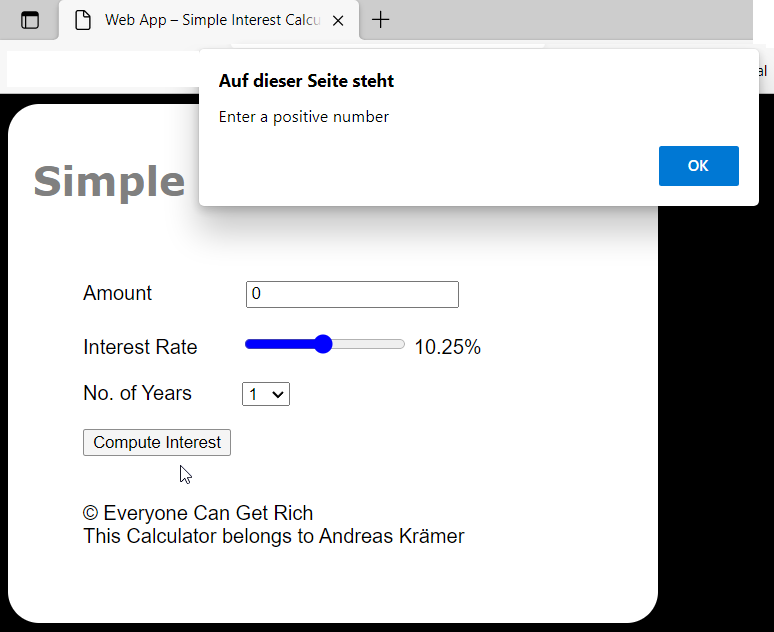 Web App – Simple Interest Calcu
Auf dieser Seite steht
Enter a positive number
OK
al
Simple
Amount
0
Interest Rate
10.25%
No. of Years
1
Compute Interest
© Everyone Can Get Rich
This Calculator belongs to Andreas Krämer